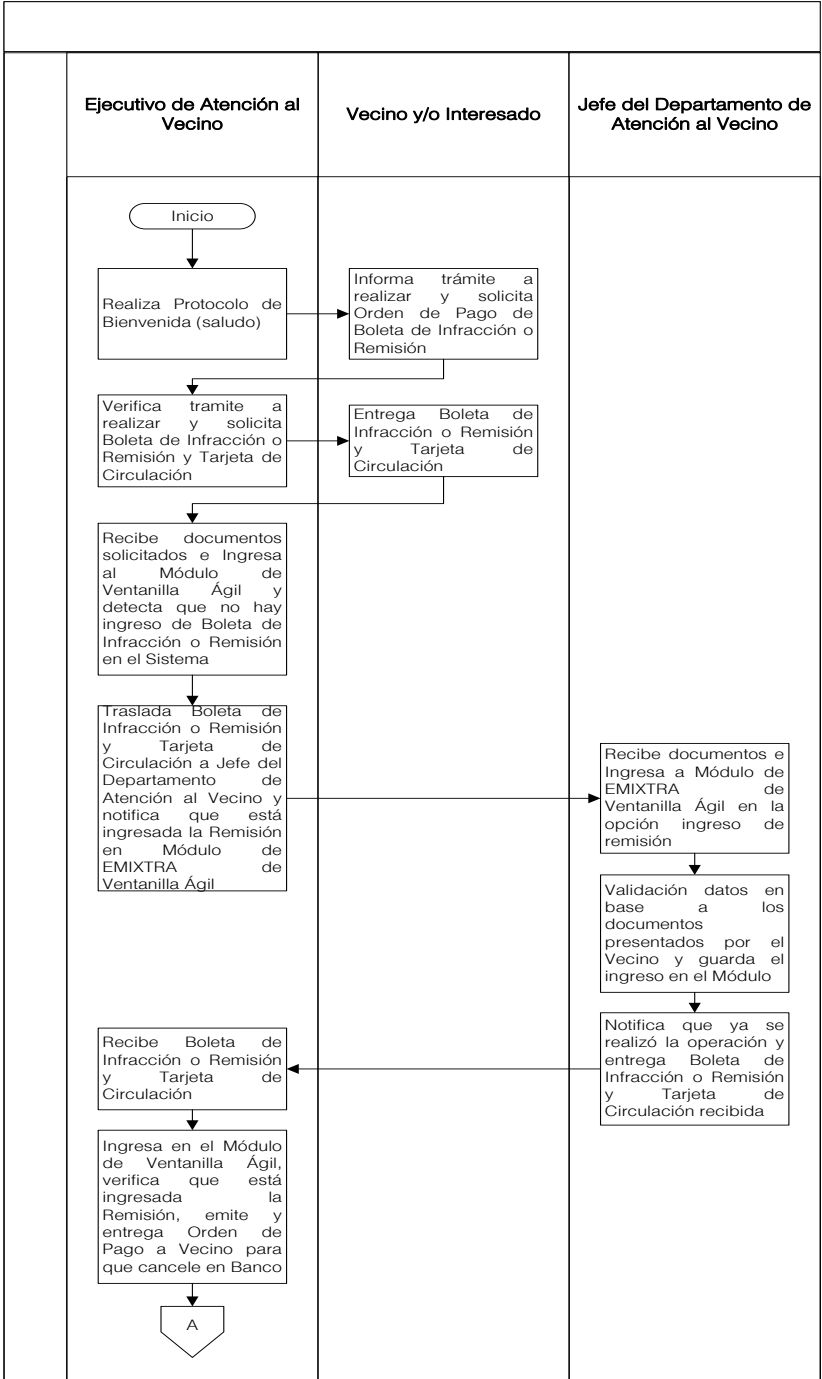 Ejecutivo de Atención al
Vecino
Vecino y/o Interesado
Jefe del Departamento de
Atención al Vecino
Inicio
Realiza Protocolo de
Bienvenida (saludo)
Informa trámite a
realizar y solicita
Orden de Pago de
Boleta de Infracción o
Remisión
Verifica tramite a
realizar y solicita
Boleta de Infracción o
Remisión y Tarjeta de
Circulación
Entrega Boleta de
Infracción o Remisión
y Tarjeta de
Circulación
Recibe documentos
solicitados e Ingresa
al Módulo de
Ventanilla Ágil y
detecta que no hay
ingreso de Boleta de
Infracción o Remisión
en el Sistema
Traslada Boleta de
Infracción o Remisión
y Tarjeta de
Circulación a Jefe del
Departamento de
Atención al Vecino y
notifica que está
ingresada la Remisión
en Módulo de
EMIXTRA de
Ventanilla Ágil
Recibe documentos e
Ingresa a Módulo de
EMIXTRA de
Ventanilla Ágil en la
opción ingreso de
remisión
Validación datos en
base a los
documentos
presentados por el
Vecino y guarda el
ingreso en el Módulo
Notifica que ya se
realizó la operación y
entrega Boleta de
Infracción o Remisión
y Tarjeta de
Circulación recibida
Recibe Boleta de
Infracción o Remisión
y Tarjeta de
Circulación
Ingresa en el Módulo
de Ventanilla Ágil,
verifica que está
ingresada la
Remisión, emite y
entrega Orden de
Pago a Vecino para
que cancele en Banco
A